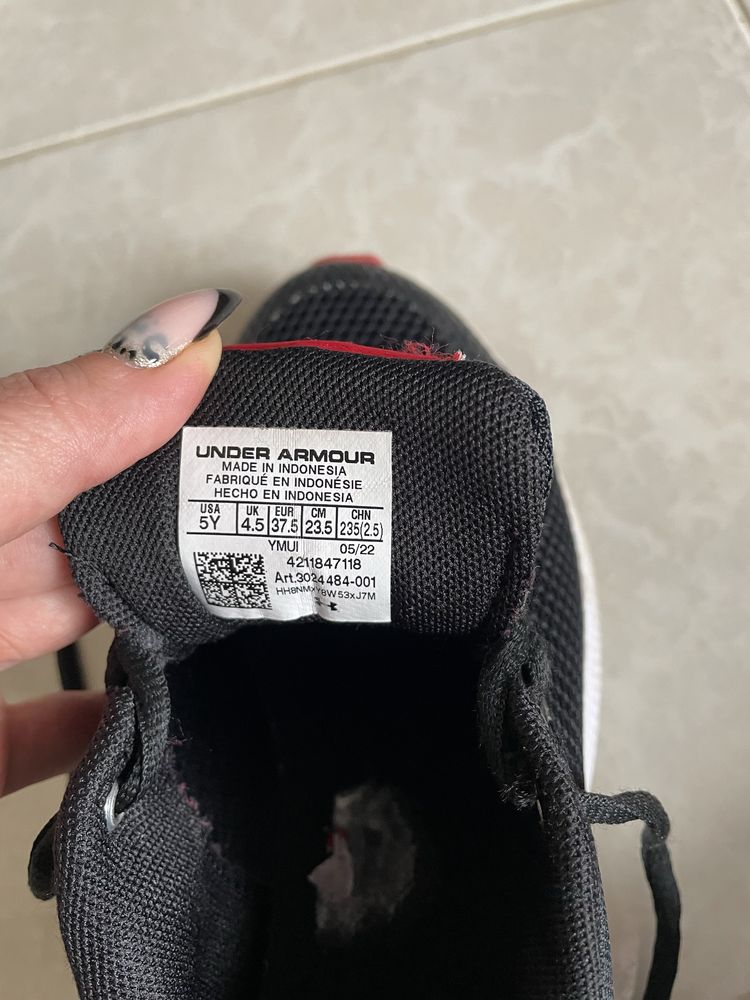 UNDER ARMOUR
MADE IN INDONESIA
FABRIQUÉ EN INDONÉSIE
HECHO EN INDONESIA
USA UK EUR CM CHN
5Y 4.5 37.5 23.5 235(2.5)
YMUI 05/22
4211847118
Art.3024484-001